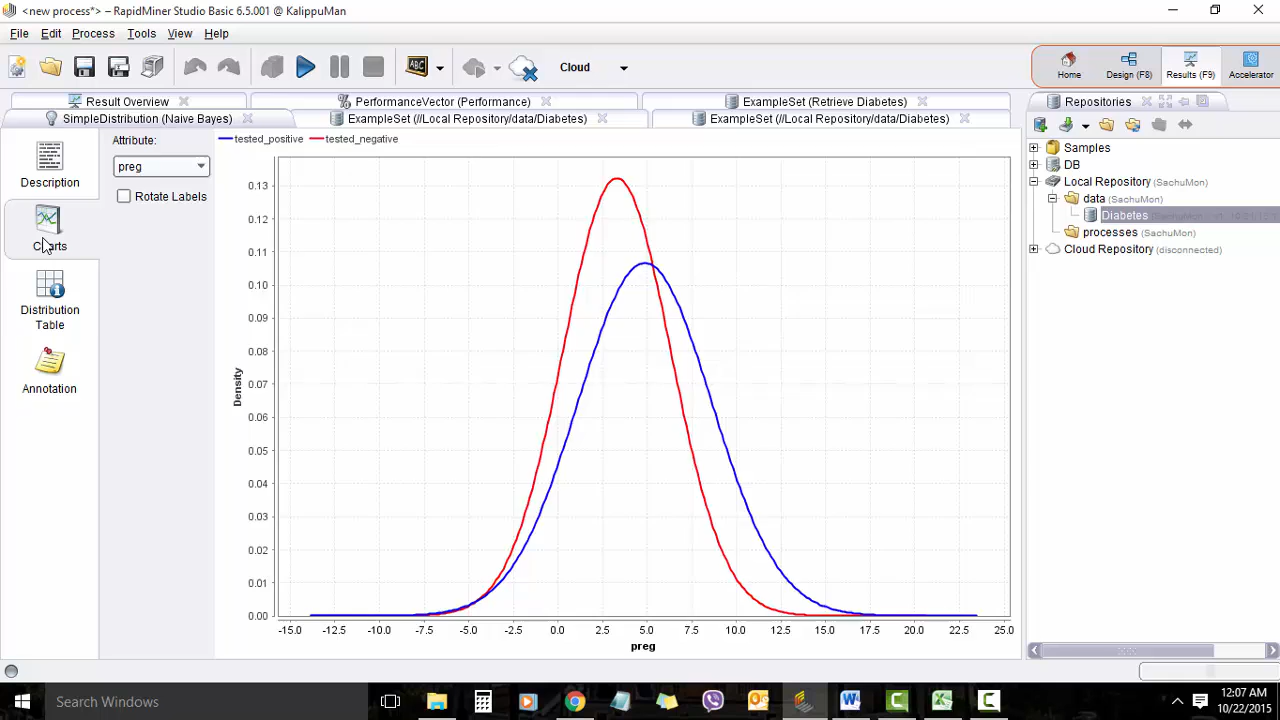 <new process*> – RapidMiner Studio Basic 6.5.001 @ KalippuMan
File Edit Process Tools View Help
Cloud
Home
Design (F8)
Results (F9)
Accelerator
Result Overview
PerformanceVector (Performance)
ExampleSet (Retrieve Diabetes)
SimpleDistribution (Naive Bayes)
ExampleSet (//Local Repository/data/Diabetes)
ExampleSet (//Local Repository/data/Diabetes)
Description
Charts
Distribution
Table
Annotation
Attribute:
preg
Rotate Labels
tested_positive tested_negative
0.13
0.12
0.11
0.10
0.09
0.08
0.07
0.06
0.05
0.04
0.03
0.02
0.01
0.00
Density
-15.0 -12.5 -10.0 -7.5 -5.0 -2.5 0.0 2.5 5.0 7.5 10.0 12.5 15.0 17.5 20.0 22.5 25.0
preg
Repositories
Samples
DB
Local Repository (SachuMon)
data (SachuMon)
Diabetes
processes (SachuMon)
Cloud Repository (disconnected)
Search Windows
12:07 AM
10/22/2015